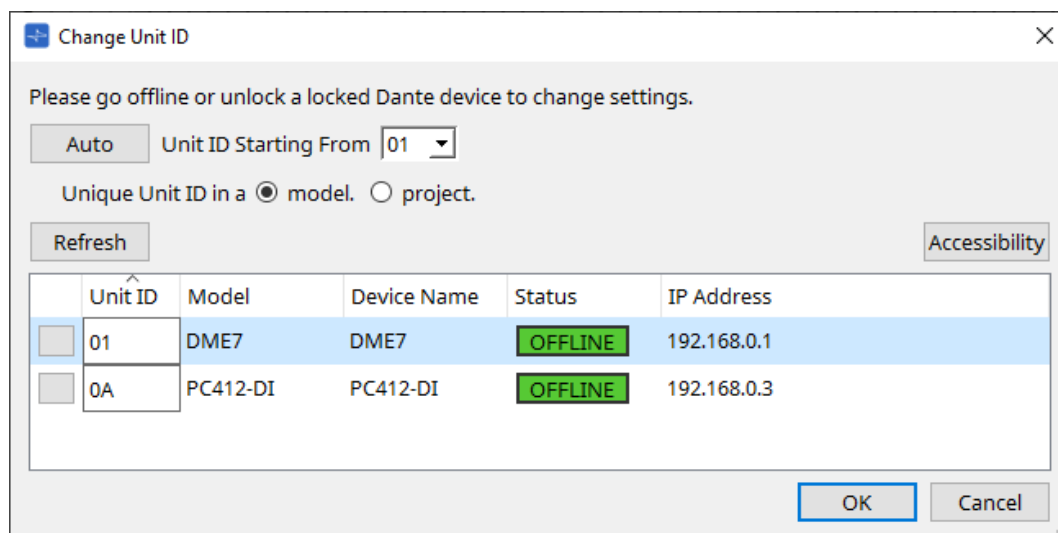 Change Unit ID
Please go offline or unlock a locked Dante device to change settings.
Auto Unit ID Starting From 01
Unique Unit ID in a model. project.
Refresh Accessibility
Unit ID Model Device Name Status IP Address
01 DME7 DME7 OFFLINE 192.168.0.1
0A PC412-DI PC412-DI OFFLINE 192.168.0.3
OK Cancel